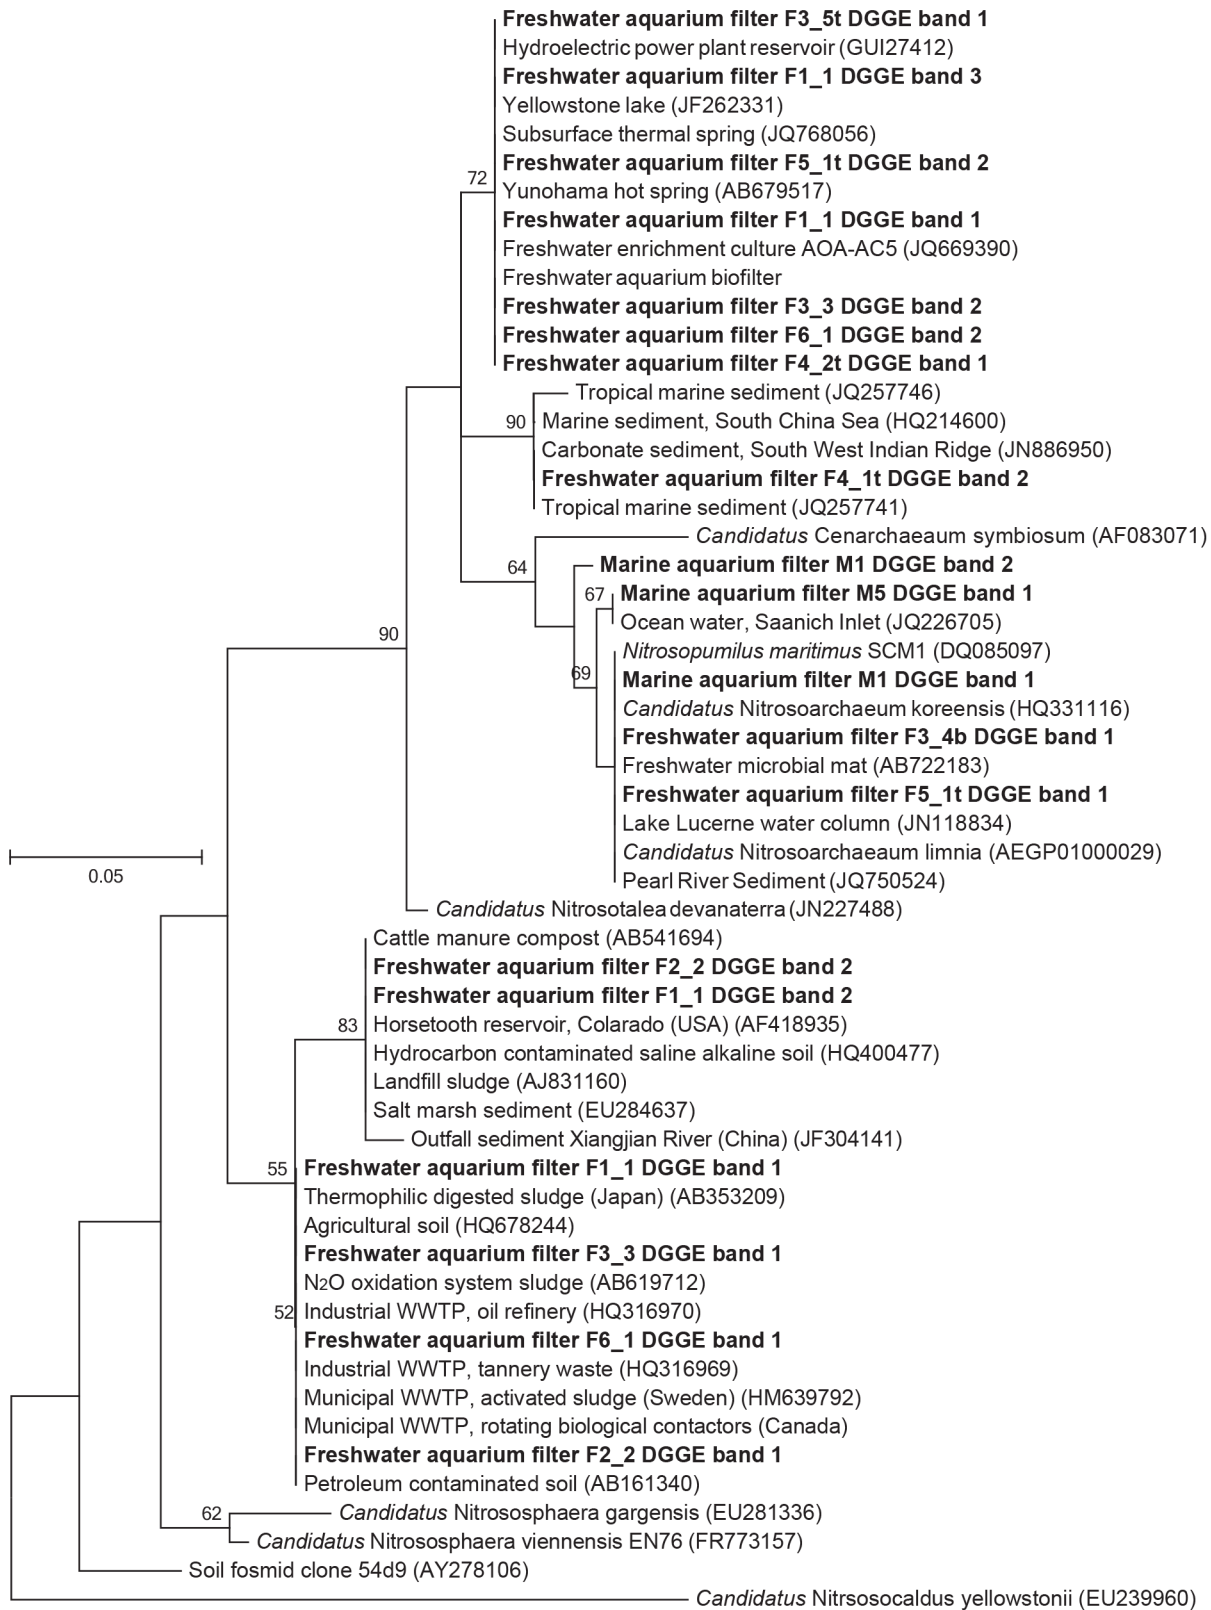 Freshwater aquarium filter F3_5t DGGE band 1
Hydroelectric power plant reservoir (GUI27412)
Freshwater aquarium filter F1_1 DGGE band 3
Yellowstone lake (JF262331)
Subsurface thermal spring (JQ768056)
Freshwater aquarium filter F5_1t DGGE band 2
72
Yunohama hot spring (AB679517)
Freshwater aquarium filter F1_1 DGGE band 1
Freshwater enrichment culture AOA-AC5 (JQ669390)
Freshwater aquarium biofilter
Freshwater aquarium filter F3_3 DGGE band 2
Freshwater aquarium filter F6_1 DGGE band 2
Freshwater aquarium filter F4_2t DGGE band 1
Tropical marine sediment (JQ257746)
90
Marine sediment, South China Sea (HQ214600)
Carbonate sediment, South West Indian Ridge (JN886950)
Freshwater aquarium filter F4_1t DGGE band 2
Tropical marine sediment (JQ257741)
Candidatus Cenarchaeaum symbiosum (AF083071)
64
Marine aquarium filter M1 DGGE band 2
67
Marine aquarium filter M5 DGGE band 1
Ocean water, Saanich Inlet (JQ226705)
90
Nitrosopumilus maritimus SCM1 (DQ085097)
69
Marine aquarium filter M1 DGGE band 1
Candidatus Nitrosoarchaeum koreensis (HQ331116)
Freshwater aquarium filter F3_4b DGGE band 1
Freshwater microbial mat (AB722183)
Freshwater aquarium filter F5_1t DGGE band 1
Lake Lucerne water column (JN118834)
Candidatus Nitrosoarchaeaum limnia (AEGP01000029)
0.05
Pearl River Sediment (JQ750524)
Candidatus Nitrosotalea devanaterra (JN227488)
Cattle manure compost (AB541694)
Freshwater aquarium filter F2_2 DGGE band 2
Freshwater aquarium filter F1_1 DGGE band 2
83
Horsetooth reservoir, Colarado (USA) (AF418935)
Hydrocarbon contaminated saline alkaline soil (HQ400477)
Landfill sludge (AJ831160)
Salt marsh sediment (EU284637)
Outfall sediment Xiangjian River (China) (JF304141)
55
Freshwater aquarium filter F1_1 DGGE band 1
Thermophilic digested sludge (Japan) (AB353209)
Agricultural soil (HQ678244)
Freshwater aquarium filter F3_3 DGGE band 1
N2O oxidation system sludge (AB619712)
52
Industrial WWTP, oil refinery (HQ316970)
Freshwater aquarium filter F6_1 DGGE band 1
Industrial WWTP, tannery waste (HQ316969)
Municipal WWTP, activated sludge (Sweden) (HM639792)
Municipal WWTP, rotating biological contactors (Canada)
Freshwater aquarium filter F2_2 DGGE band 1
Petroleum contaminated soil (AB161340)
62
Candidatus Nitrososphaera gargensis (EU281336)
Candidatus Nitrososphaera viennensis EN76 (FR773157)
Soil fosmid clone 54d9 (AY278106)
Candidatus Nitrsosocaldus yellowstonii (EU239960)